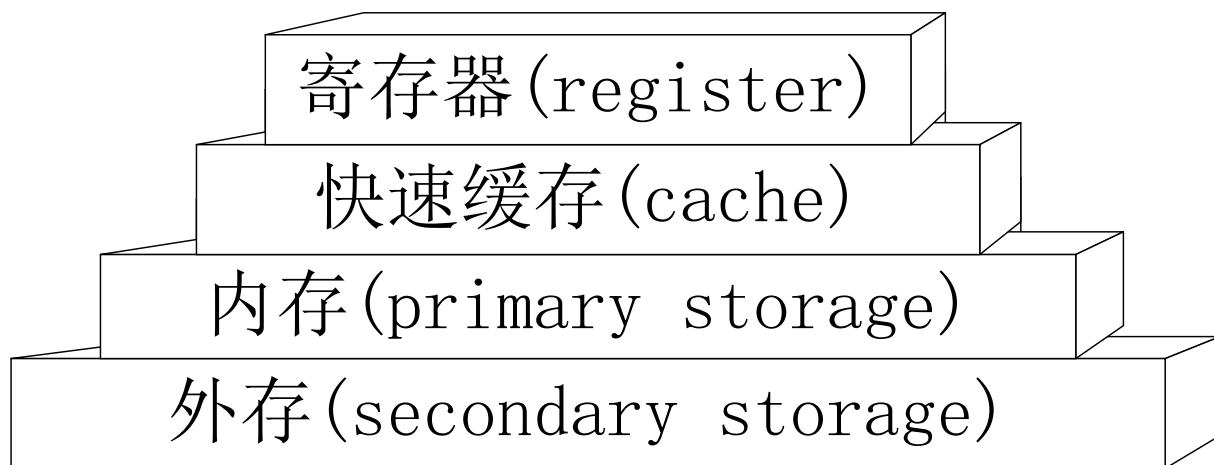 寄存器(register)
快速缓存(cache)
内存(primary storage)
外存(secondary storage)